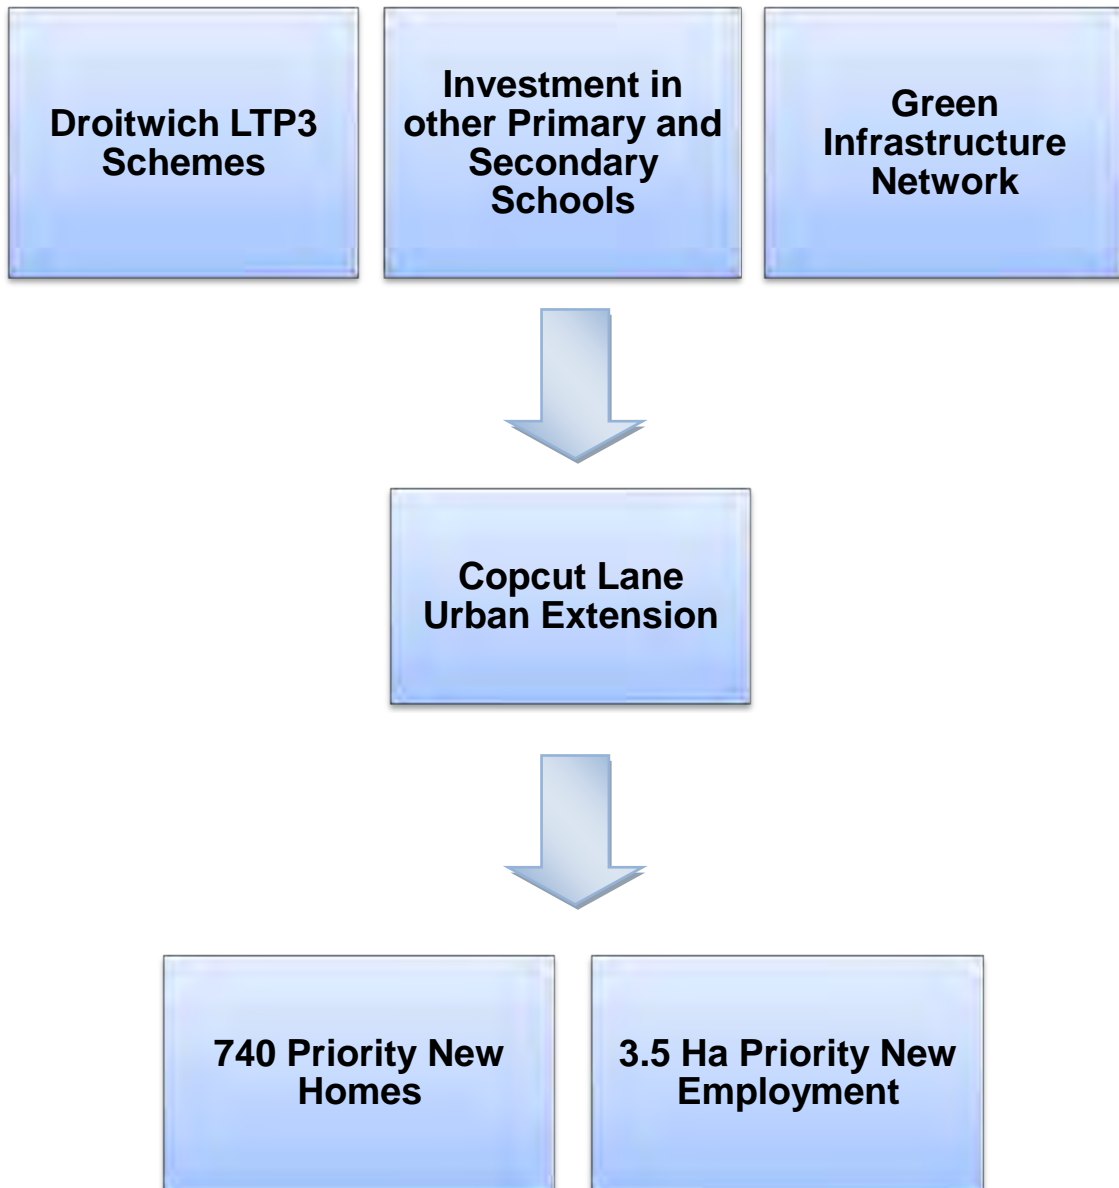 Droitwich LTP3
Schemes
Investment in
other Primary and
Secondary
Schools
Green
Infrastructure
Network
Copcut Lane
Urban Extension
740 Priority New
Homes
3.5 Ha Priority New
Employment